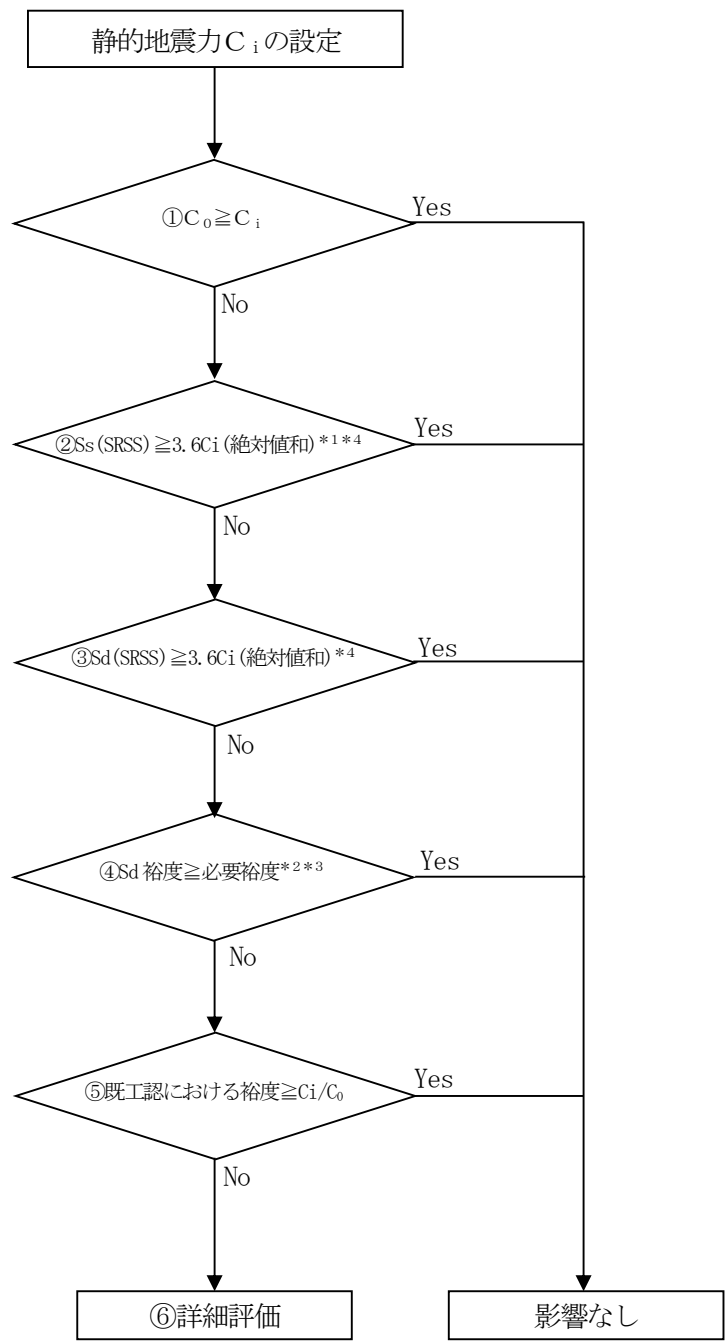 静的地震力Ｃｉの設定
①Ｃ₀≧Ｃｉ
Yes
No
②Ss(SRSS)≧3.6Ci(絶対値和)*1*4
Yes
No
③Sd(SRSS)≧3.6Ci(絶対値和)*4
Yes
No
④Sd 裕度≧必要裕度*2*3
Yes
No
⑤既工認における裕度≧Ci/C₀
Yes
No
⑥詳細評価
影響なし